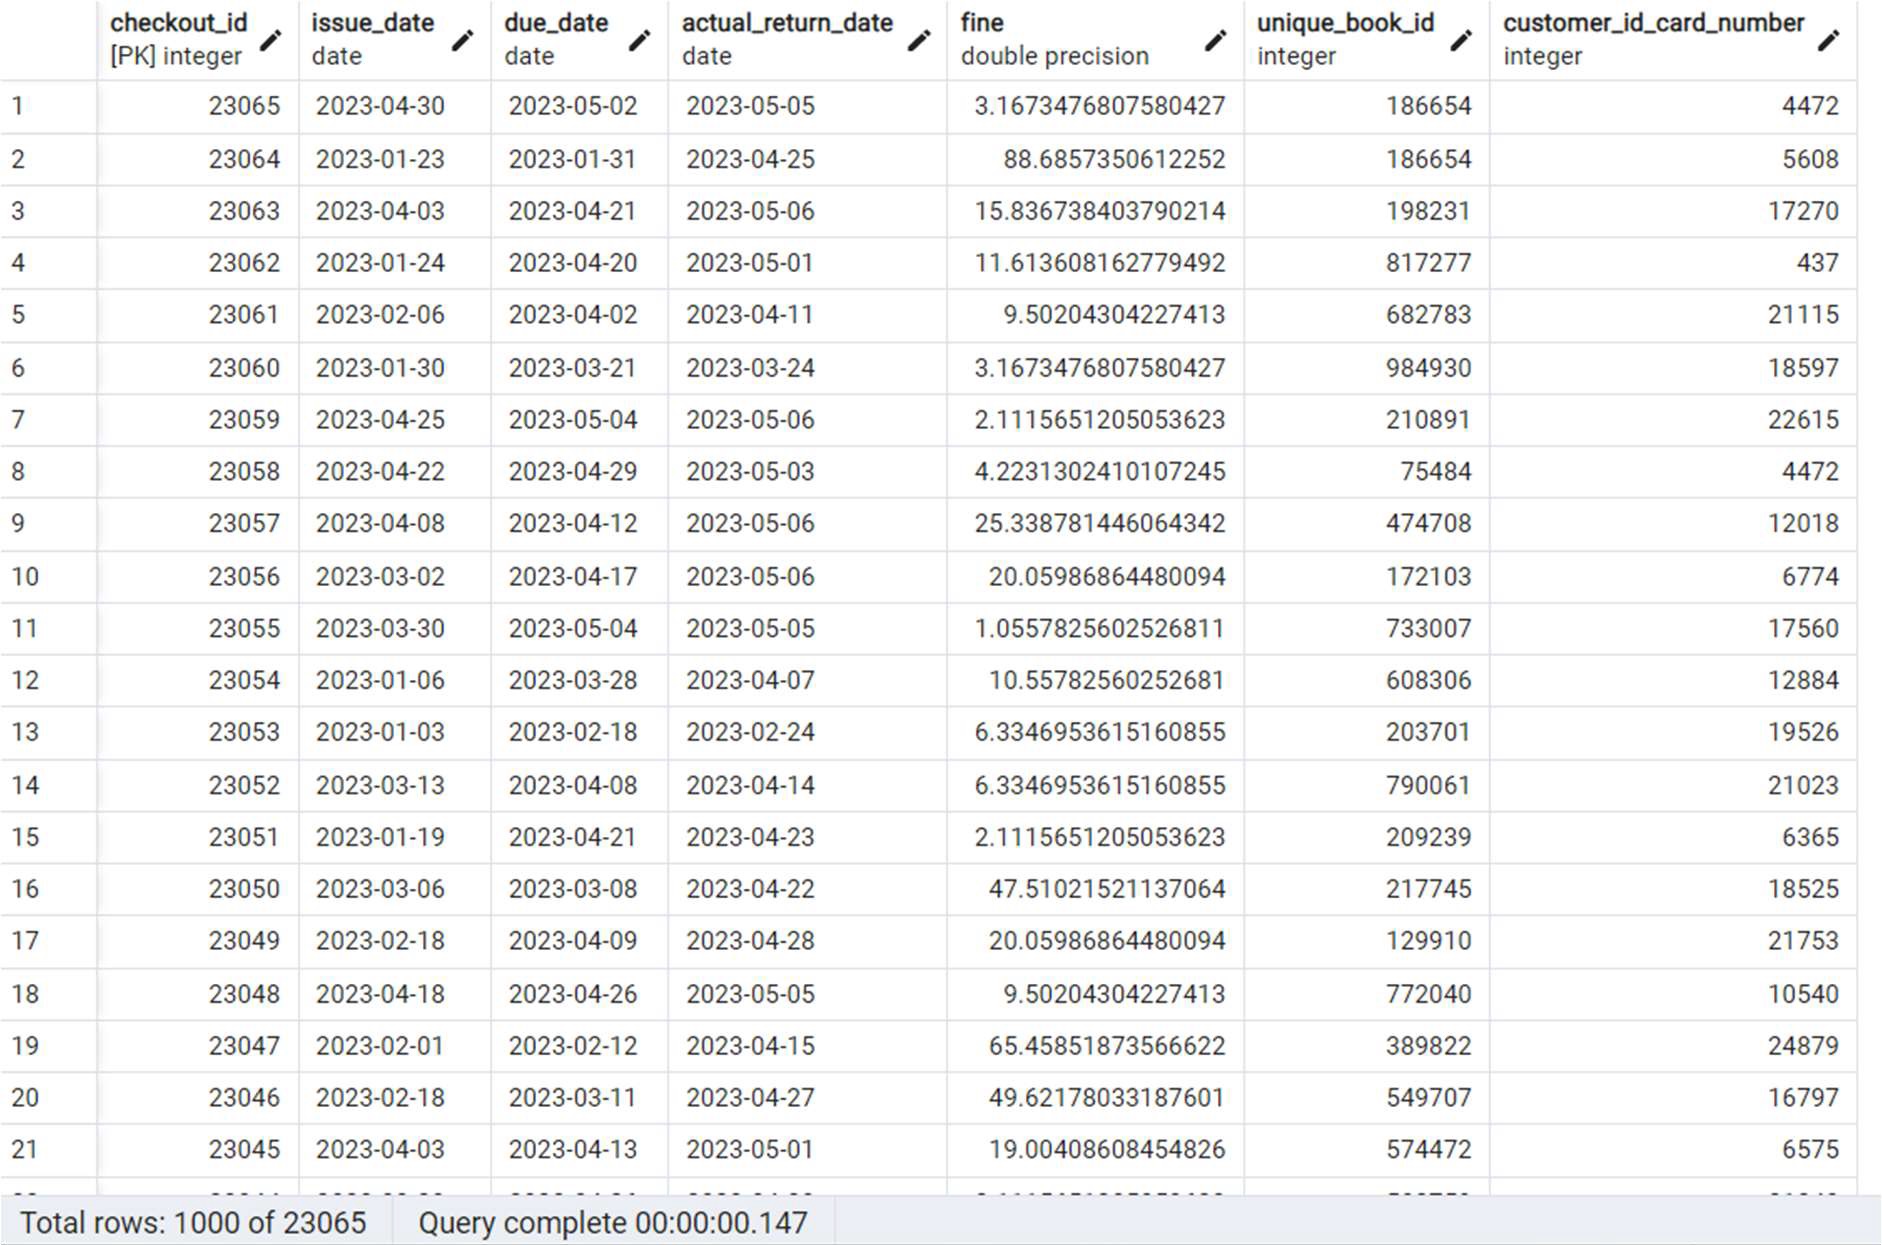 checkout_id issue_date due_date actual_return_date fine unique_book_id customer_id_card_number
[PK] integer date date date double precision integer integer
1 23065 2023-04-30 2023-05-02 2023-05-05 3.1673476807580427 186654 4472
2 23064 2023-01-23 2023-01-31 2023-04-25 88.6857350612252 186654 5608
3 23063 2023-04-03 2023-04-21 2023-05-06 15.836738403790214 198231 17270
4 23062 2023-01-24 2023-04-20 2023-05-01 11.613608162779492 817277 437
5 23061 2023-02-06 2023-04-02 2023-04-11 9.50204304227413 682783 21115
6 23060 2023-01-30 2023-03-21 2023-03-24 3.1673476807580427 984930 18597
7 23059 2023-04-25 2023-05-04 2023-05-06 2.1115651205053623 210891 22615
8 23058 2023-04-22 2023-04-29 2023-05-03 4.2231302410107245 75484 4472
9 23057 2023-04-08 2023-04-12 2023-05-06 25.338781446064342 474708 12018
10 23056 2023-03-02 2023-04-17 2023-05-06 20.05986864480094 172103 6774
11 23055 2023-03-30 2023-05-04 2023-05-05 1.0557825602526811 733007 17560
12 23054 2023-01-06 2023-03-28 2023-04-07 10.55782560252681 608306 12884
13 23053 2023-01-03 2023-02-18 2023-02-24 6.3346953615160855 203701 19526
14 23052 2023-03-13 2023-04-08 2023-04-14 6.3346953615160855 790061 21023
15 23051 2023-01-19 2023-04-21 2023-04-23 2.1115651205053623 209239 6365
16 23050 2023-03-06 2023-03-08 2023-04-22 47.51021521137064 217745 18525
17 23049 2023-02-18 2023-04-09 2023-04-28 20.05986864480094 129910 21753
18 23048 2023-04-18 2023-04-26 2023-05-05 9.50204304227413 772040 10540
19 23047 2023-02-01 2023-02-12 2023-04-15 65.45851873566622 389822 24879
20 23046 2023-02-18 2023-03-11 2023-04-27 49.62178033187601 549707 16797
21 23045 2023-04-03 2023-04-13 2023-05-01 19.00408608454826 574472 6575
Total rows: 1000 of 23065 Query complete 00:00:00.147